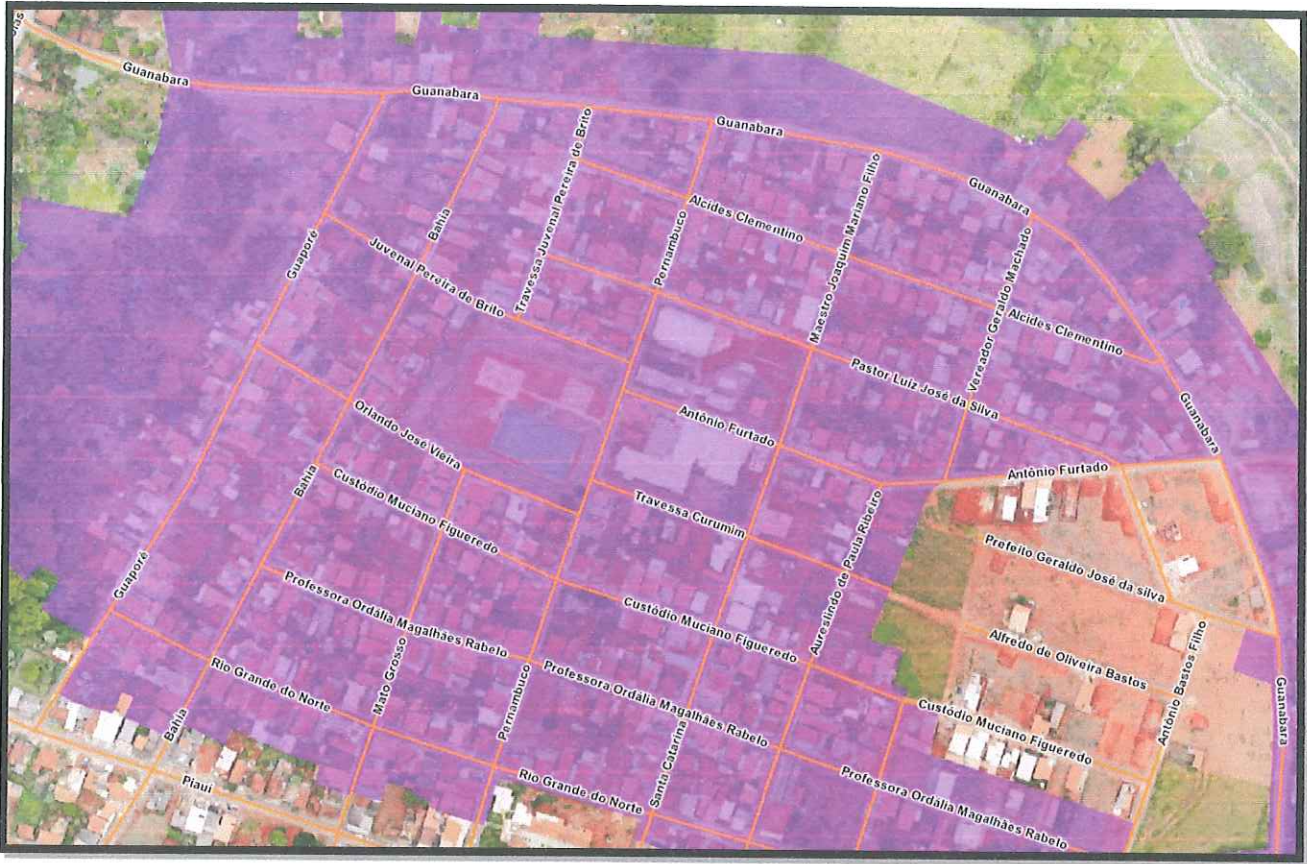 Guanabara
Guanabara
Guanabara
Guanabara
Travessa Juvenal Pereira de Brito
Maestro Joaquim Mariano Filho
Alcides Clementino
Pernambuco
Bahia
Guaporé
Juvenal Pereira de Brito
Vereador Geraldo Machado
Alcides Clementino
Pastor Luiz José da Silva
Guanabara
Orlando José Vieira
Antônio Furtado
Antônio Furtado
Bahia
Custódio Muciano Figueredo
Travessa Curumim
Aureslindo de Paula Ribeiro
Prefeito Geraldo José da silva
Guaporé
Professora Ordália Magalhães Rabelo
Custódio Muciano Figueredo
Alfredo de Oliveira Bastos
Antônio Bastos Filho
Rio Grande do Norte
Mato Grosso
Pernambuco
Professora Ordália Magalhães Rabelo
Santa Catarina
Custódio Muciano Figueredo
Guanabara
Bahia
Piauí
Rio Grande do Norte
Professora Ordália Magalhães Rabelo